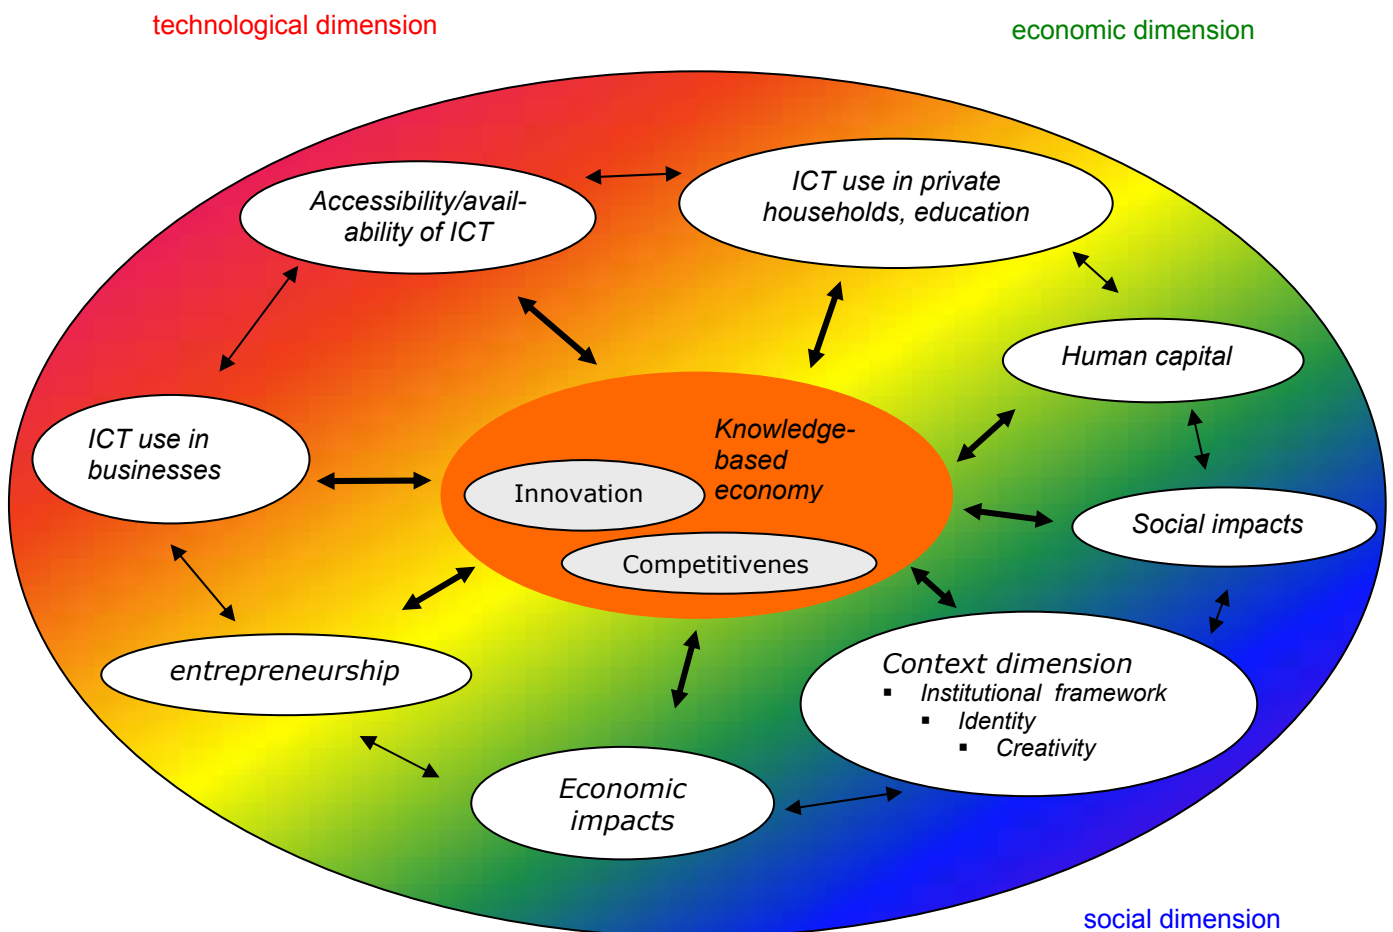 technological dimension
economic dimension
Accessibility/avail-
ability of ICT
ICT use in private
households, education
Human capital
ICT use in
businesses
Knowledge-
based
economy
Innovation
Competitivenes
Social impacts
entrepreneurship
Context dimension
▪ Institutional framework
▪ Identity
▪ Creativity
Economic
impacts
social dimension